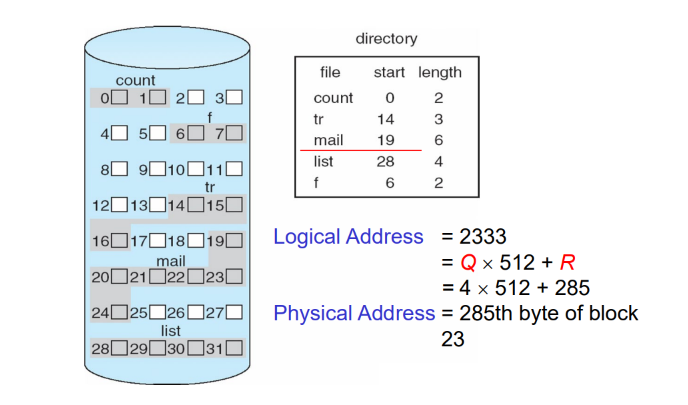 directory
file start length
count 0 2
tr 14 3
mail 19 6
list 28 4
f 6 2
count
0 1 2 3
f
4 5 6 7
8 9 10 11
tr
12 13 14 15
16 17 18 19
mail
20 21 22 23
24 25 26 27
list
28 29 30 31
Logical Address = 2333
= Q × 512 + R
= 4 × 512 + 285
Physical Address = 285th byte of block
23